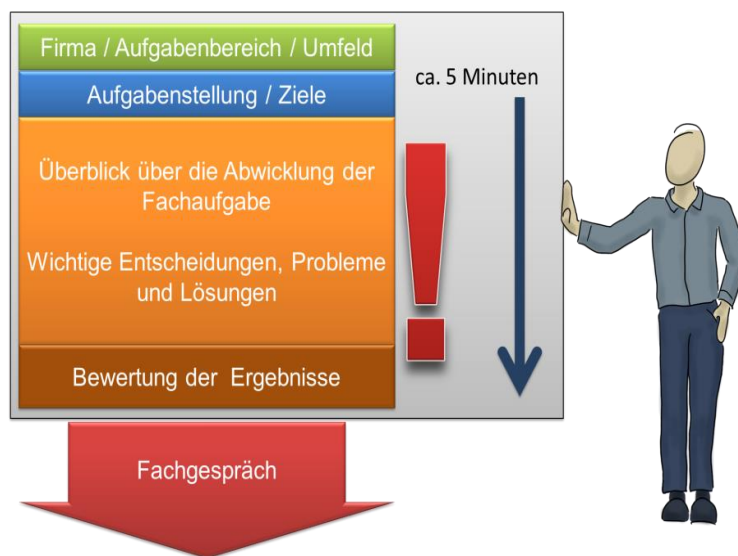 Firma / Aufgabenbereich / Umfeld
ca. 5 Minuten
Aufgabenstellung / Ziele
Überblick über die Abwicklung der
Fachaufgabe
Wichtige Entscheidungen, Probleme
und Lösungen
!
Bewertung der Ergebnisse
Fachgespräch